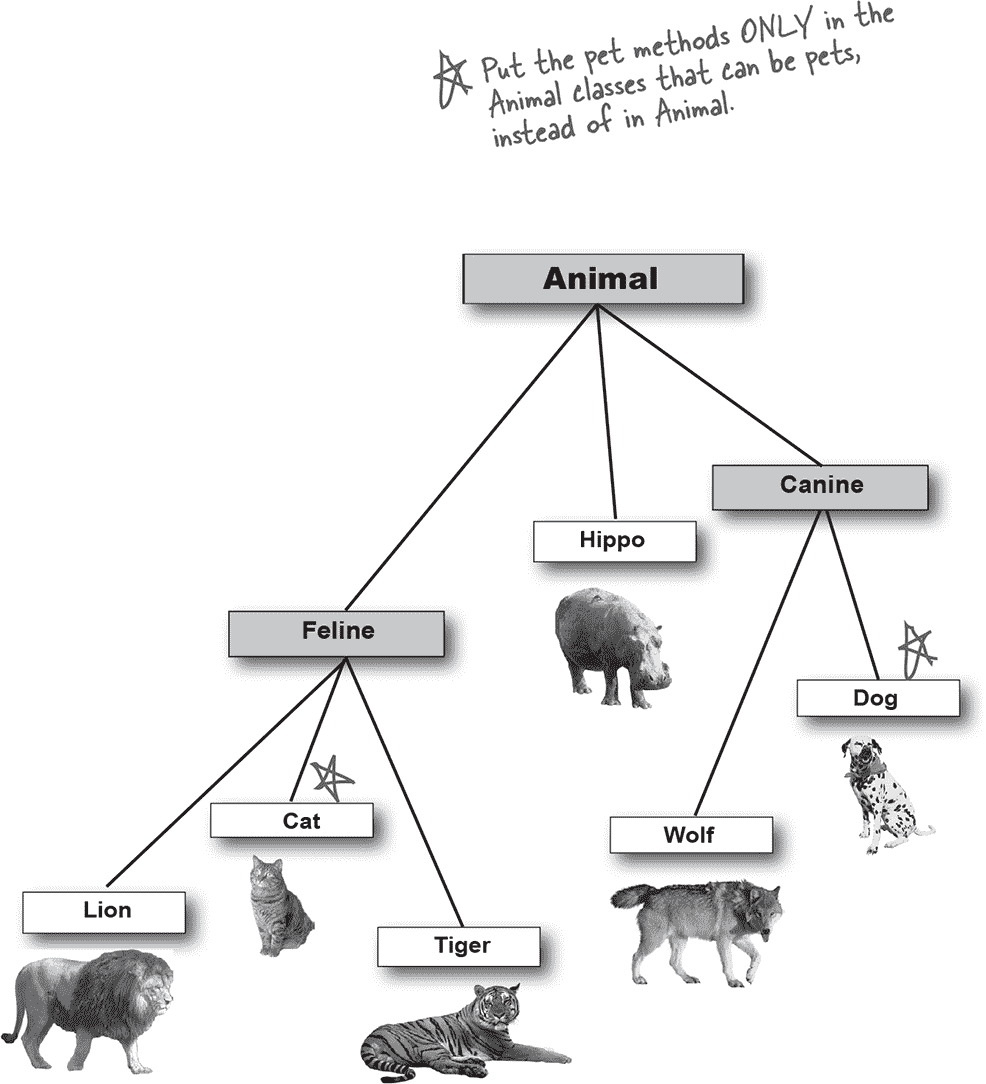 Put the pet methods ONLY in the
Animal classes that can be pets,
instead of in Animal.
Animal
Canine
Hippo
Feline
Dog
Cat
Wolf
Lion
Tiger